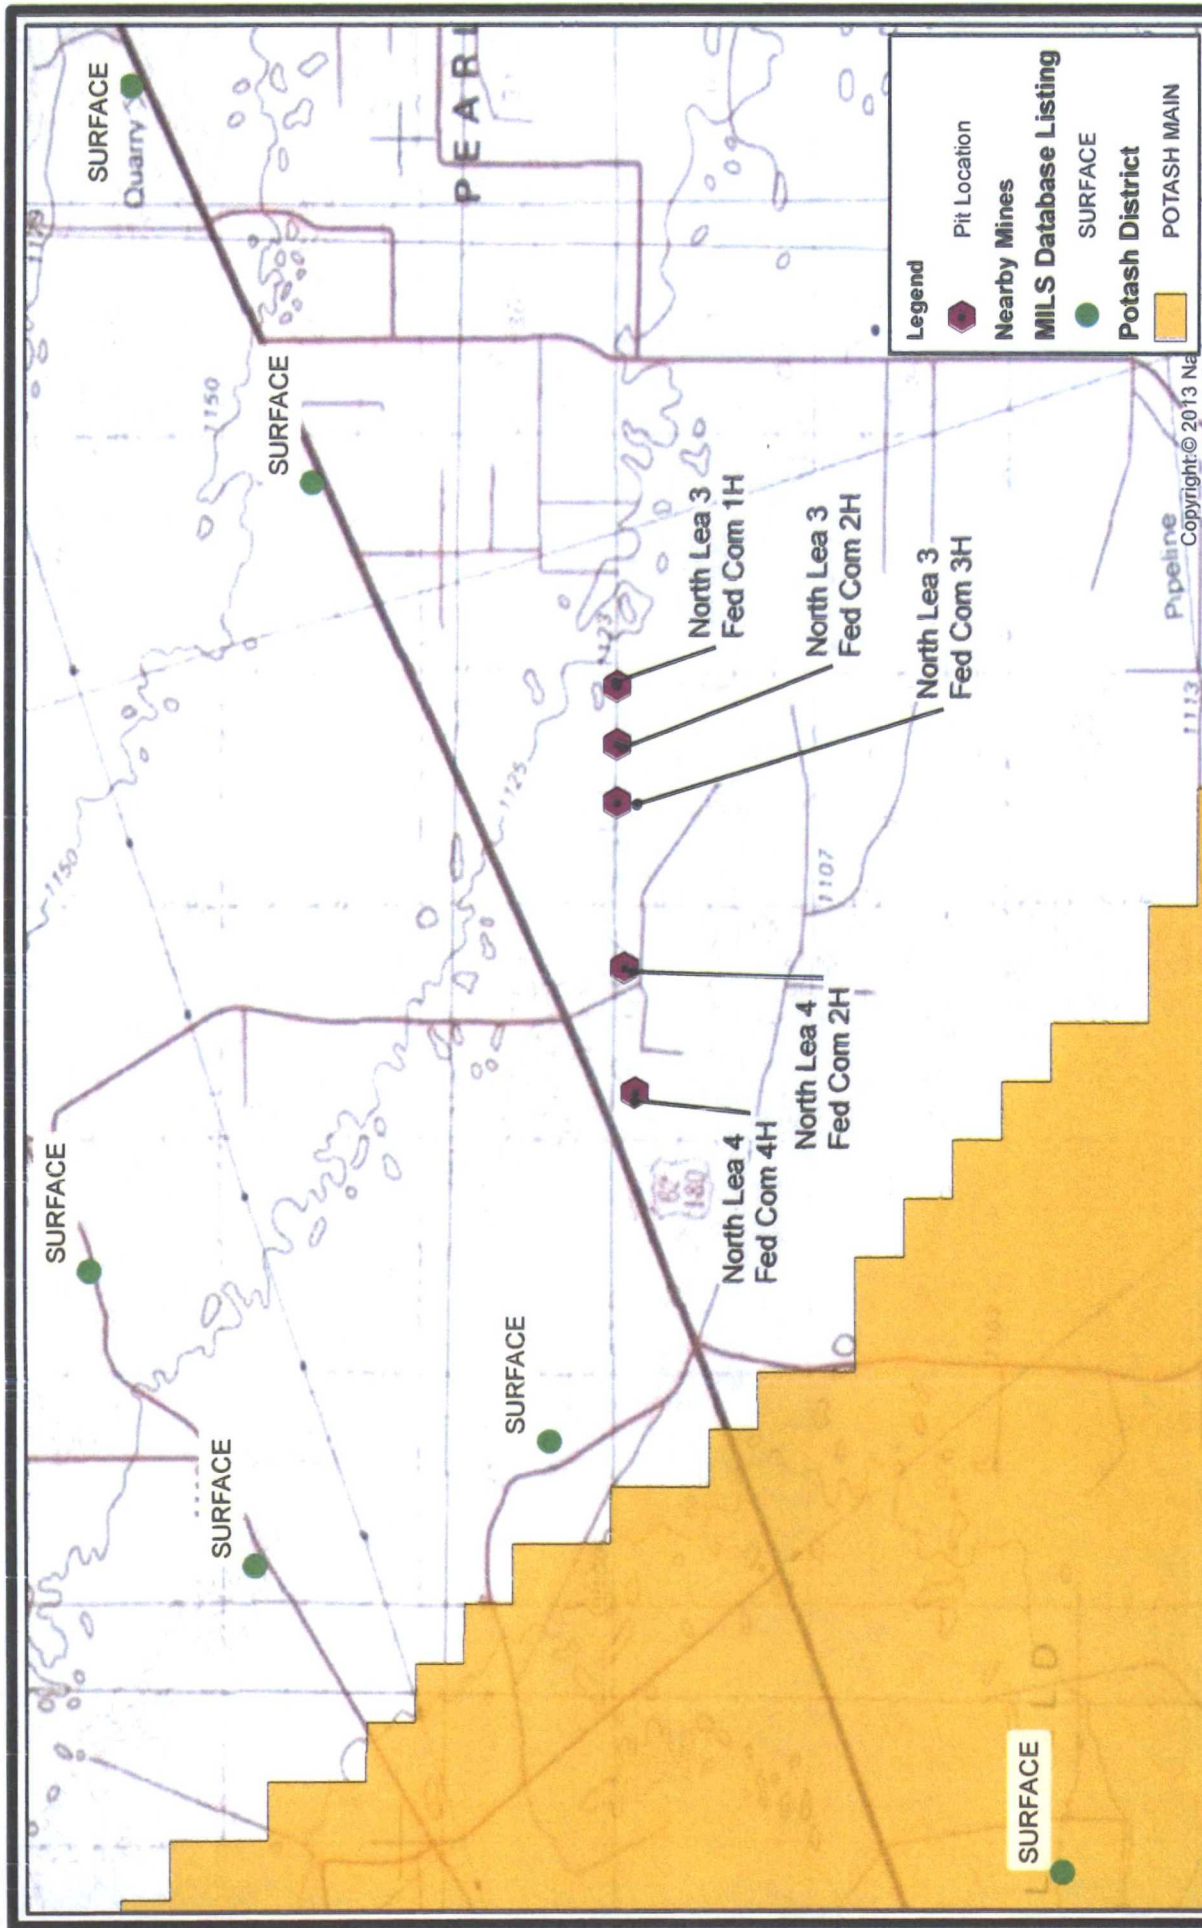 SURFACE
Quarry
PEARL
1150
SURFACE
1150
1125
1123
SURFACE
SURFACE
SURFACE
62
180
North Lea 3
Fed Com 1H
North Lea 3
Fed Com 2H
North Lea 3
Fed Com 3H
North Lea 4
Fed Com 2H
North Lea 4
Fed Com 4H
1107
1113
Pipeline
SURFACE
L D
Legend
Pit Location
Nearby Mines
MILS Database Listing
SURFACE
Potash District
POTASH MAIN
Copyright:© 2013 Na